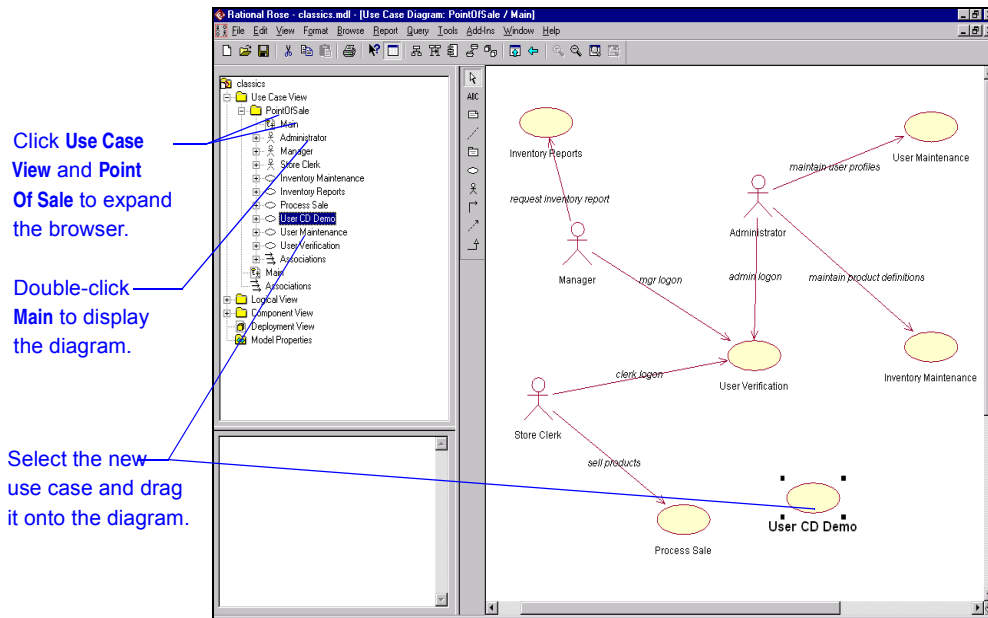 Rational Rose - classics.mdl - [Use Case Diagram: PointOfSale / Main]
File Edit View Format Browse Report Query Tools Add-Ins Window Help
Click Use Case
View and Point
Of Sale to expand
the browser.
Double-click
Main to display
the diagram.
Select the new
use case and drag
it onto the diagram.
classics
Use Case View
PointOfSale
Main
Administrator
Manager
Store Clerk
Inventory Maintenance
Inventory Reports
Process Sale
User CD Demo
User Maintenance
User Verification
Associations
Main
Associations
Logical View
Component View
Deployment View
Model Properties
ABC
Inventory Reports
request inventory report
Manager
mgr logon
maintain user profiles
User Maintenance
Administrator
admin logon
maintain product definitions
User Verification
Inventory Maintenance
clerk logon
Store Clerk
sell products
Process Sale
User CD Demo